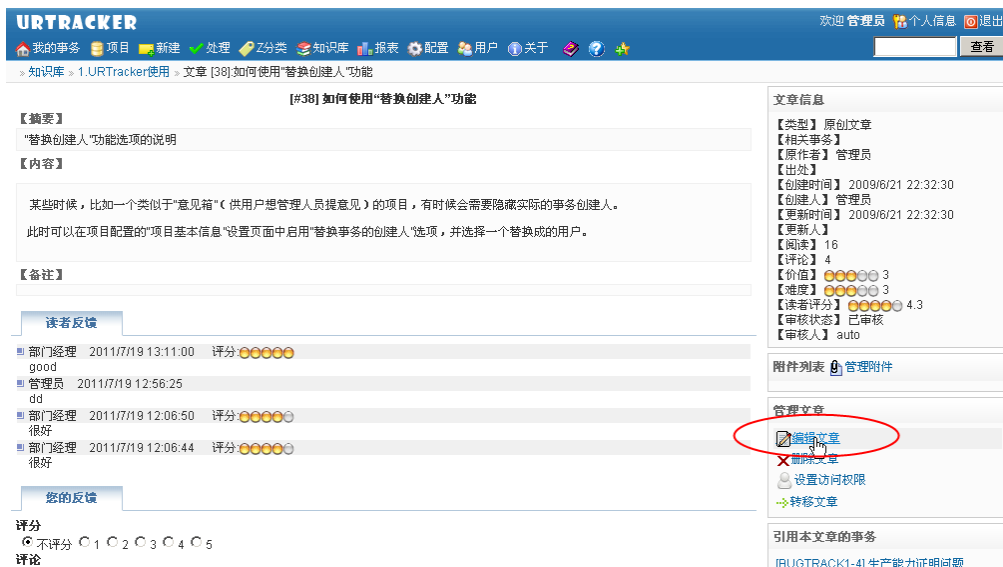 URTRACKER
欢迎 管理员 个人信息 退出
我的事务 项目 新建 处理 Z分类 知识库 报表 配置 用户 关于 查看
» 知识库 » 1.URTracker使用 » 文章 [38]:如何使用"替换创建人"功能
[#38] 如何使用“替换创建人”功能
【摘要】
"替换创建人"功能选项的说明
【内容】
某些时候，比如一个类似于"意见箱"( 供用户想管理人员提意见 ) 的项目，有时候会需要隐藏实际的事务创建人。
此时可以在项目配置的"项目基本信息"设置页面中启用"替换事务的创建人"选项，并选择一个替换成的用户。
【备注】
读者反馈
部门经理 2011/7/19 13:11:00 评分:
good
管理员 2011/7/19 12:56:25
dd
部门经理 2011/7/19 12:06:50 评分:
很好
部门经理 2011/7/19 12:06:44 评分:
很好
您的反馈
评分
不评分 1 2 3 4 5
评论
文章信息
【类型】原创文章
【相关事务】
【原作者】管理员
【出处】
【创建时间】 2009/6/21 22:32:30
【创建人】管理员
【更新时间】 2009/6/21 22:32:30
【更新人】
【阅读】16
【评论】4
【价值】 3
【难度】 3
【读者评分】 4.3
【审核状态】已审核
【审核人】auto
附件列表 管理附件
管理文章
编辑文章
删除文章
设置访问权限
转移文章
引用本文章的事务
[BUGTRACK1-4] 生产能力证明问题